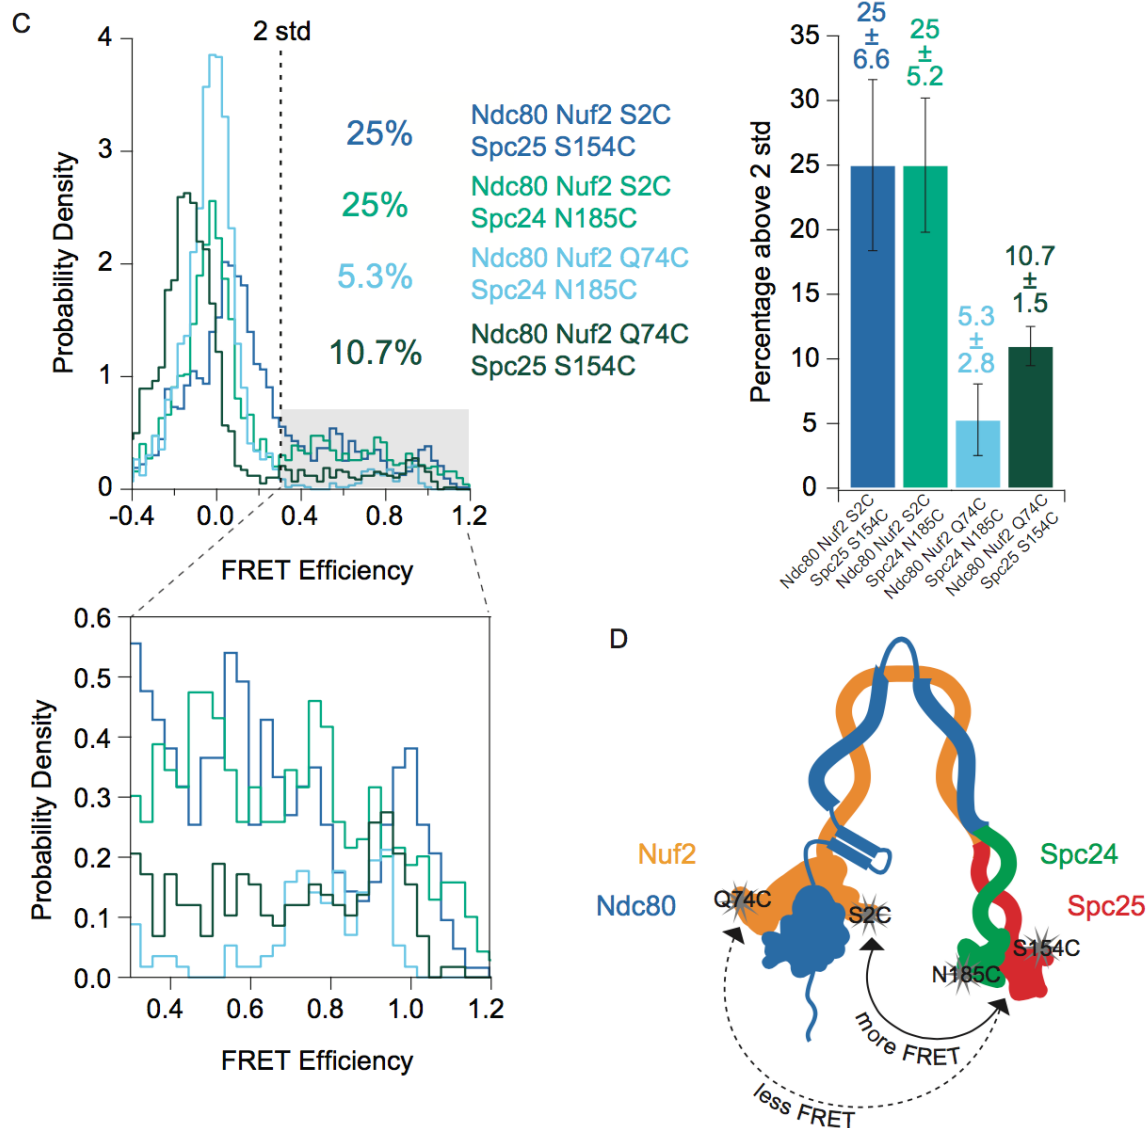 C
2 std
4
3
2
1
0
Probability Density
-0.4
0.0
0.4
0.8
1.2
FRET Efficiency
25%
Ndc80 Nuf2 S2C
Spc25 S154C
25%
Ndc80 Nuf2 S2C
Spc24 N185C
5.3%
Ndc80 Nuf2 Q74C
Spc24 N185C
10.7%
Ndc80 Nuf2 Q74C
Spc25 S154C
Percentage above 2 std
35
30
25
20
15
10
5
0
25
±
6.6
25
±
5.2
5.3
±
2.8
10.7
±
1.5
Ndc80 Nuf2 S2C
Spc25 S154C
Ndc80 Nuf2 S2C
Spc24 N185C
Ndc80 Nuf2 Q74C
Spc24 N185C
Ndc80 Nuf2 Q74C
Spc25 S154C
0.6
0.5
0.4
0.3
0.2
0.1
0.0
Probability Density
0.4
0.6
0.8
1.0
1.2
FRET Efficiency
D
Nuf2
Ndc80
Q74C
S2C
Spc24
Spc25
S154C
N185C
more FRET
less FRET